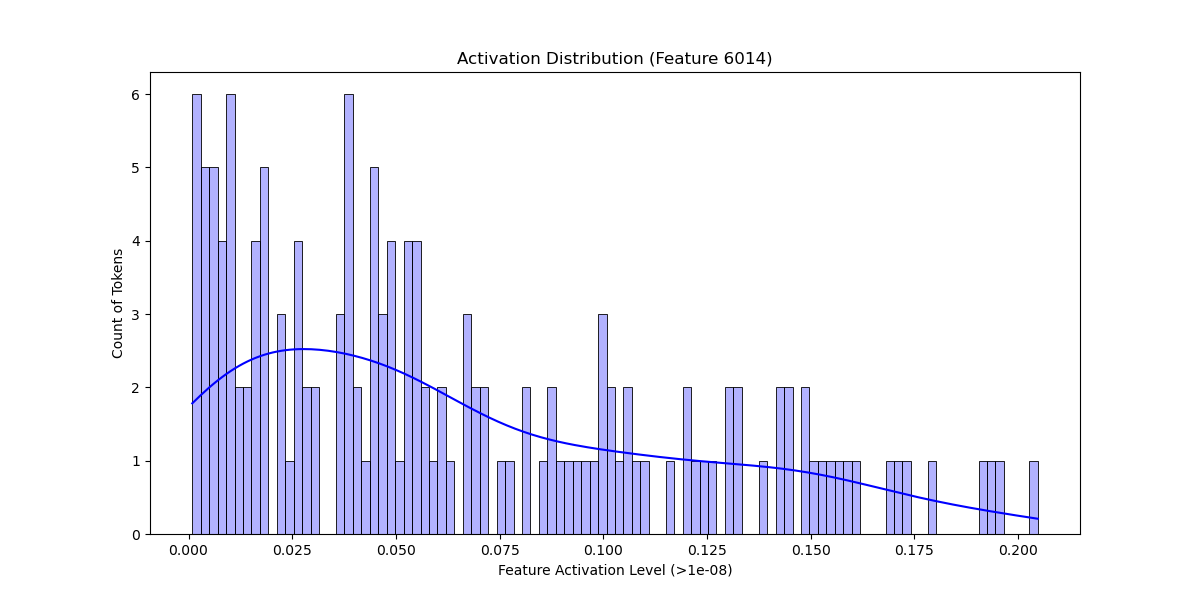 Activation Distribution (Feature 6014)
Count of Tokens
6
5
4
3
2
1
0
0.000 0.025 0.050 0.075 0.100 0.125 0.150 0.175 0.200
Feature Activation Level (>1e-08)